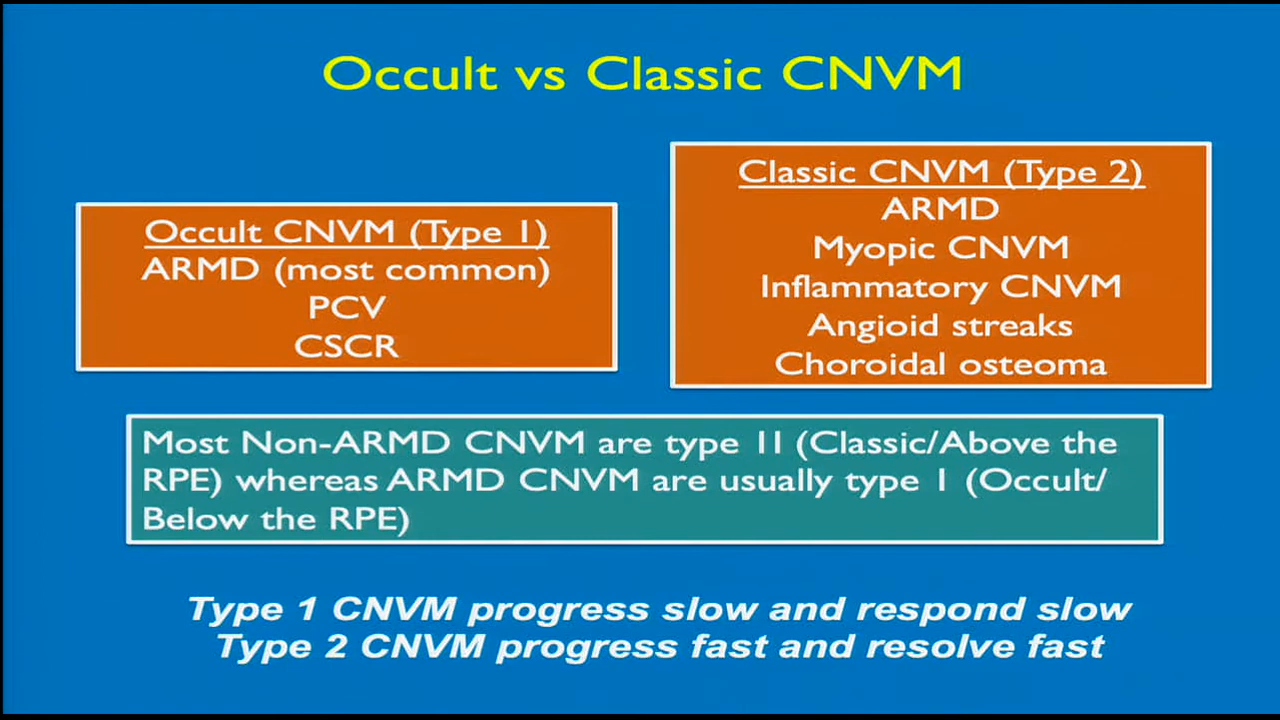 Occult vs Classic CNVM
Occult CNVM (Type 1)
ARMD (most common)
PCV
CSCR
Classic CNVM (Type 2)
ARMD
Myopic CNVM
Inflammatory CNVM
Angioid streaks
Choroidal osteoma
Most Non-ARMD CNVM are type II (Classic/Above the
RPE) whereas ARMD CNVM are usually type 1 (Occult/
Below the RPE)
Type 1 CNVM progress slow and respond slow
Type 2 CNVM progress fast and resolve fast